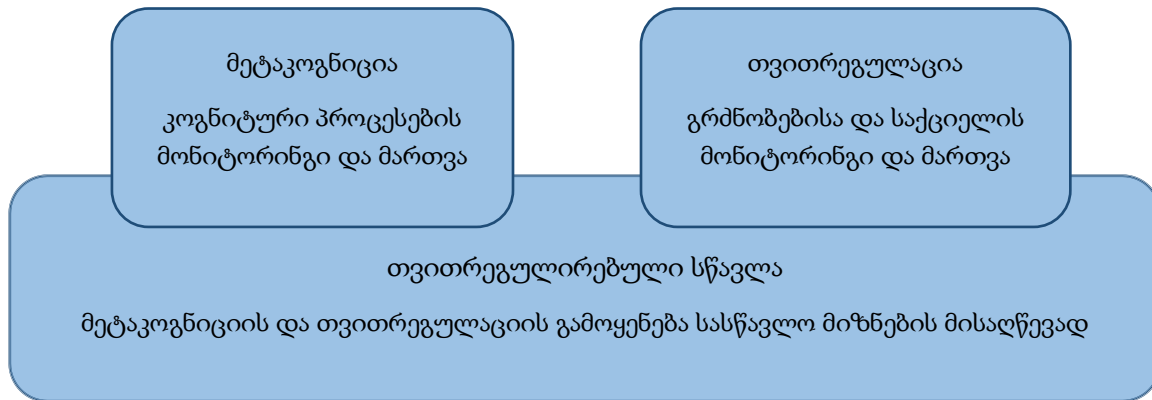 მეტაკოგნიცია
კოგნიტური პროცესების
მონიტორინგი და მართვა
თვითრეგულაცია
გრძნობებისა და საქციელის
მონიტორინგი და მართვა
თვითრეგულირებული სწავლა
მეტაკოგნიციის და თვითრეგულაციის გამოყენება სასწავლო მიზნების მისაღწევად